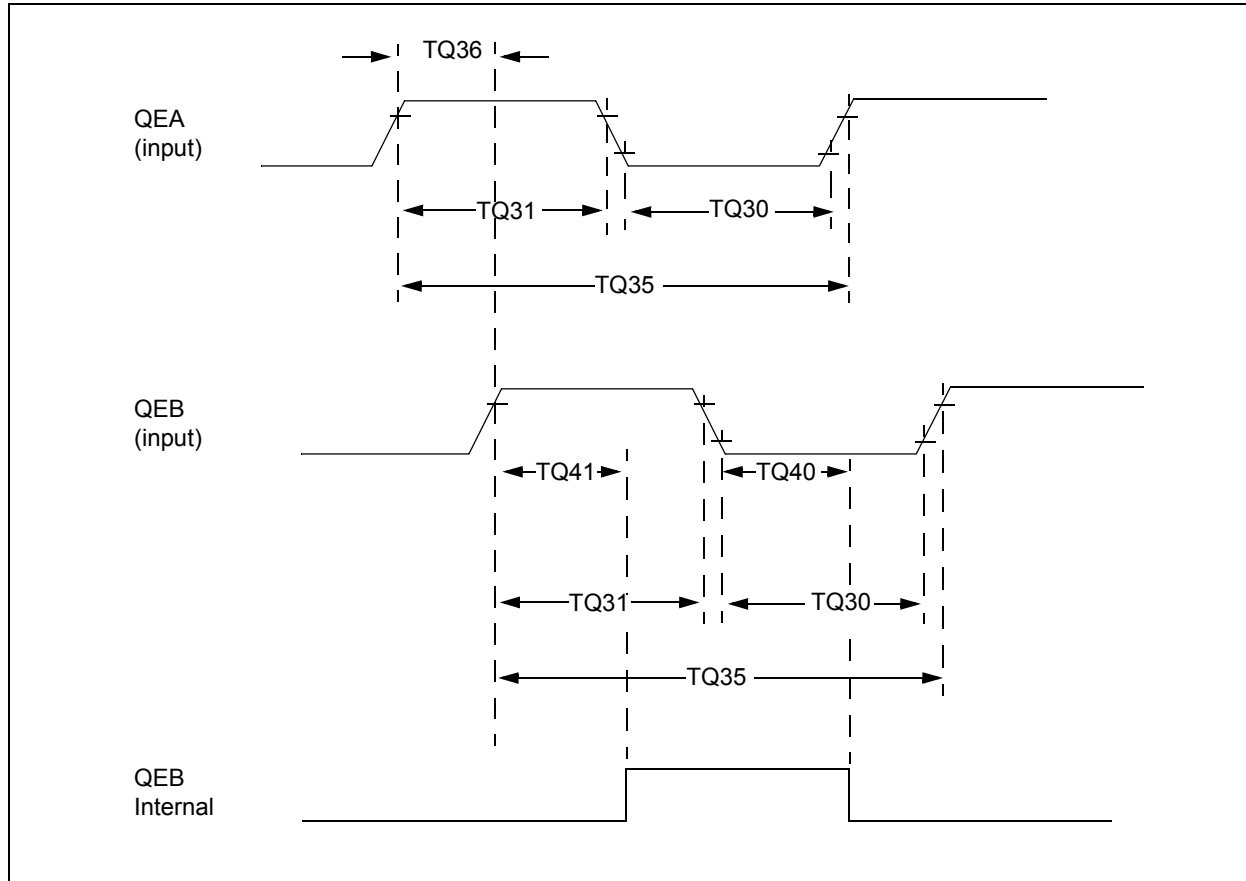 TQ36
QEA
(input)
TQ31
TQ30
TQ35
QEB
(input)
TQ41
TQ40
TQ31
TQ30
TQ35
QEB
Internal